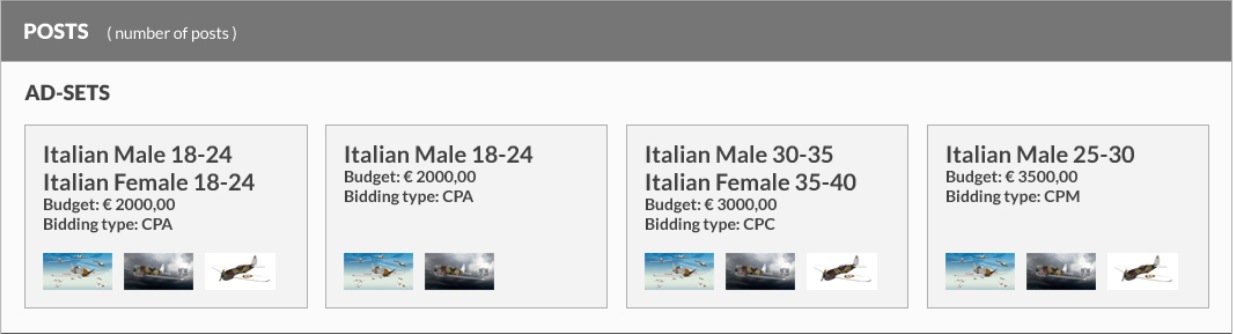 POSTS ( number of posts )
AD-SETS
Italian Male 18-24
Italian Female 18-24
Budget: € 2000,00
Bidding type: CPA
Italian Male 18-24
Budget: € 2000,00
Bidding type: CPA
Italian Male 30-35
Italian Female 35-40
Budget: € 3000,00
Bidding type: CPC
Italian Male 25-30
Budget: € 3500,00
Bidding type: CPM